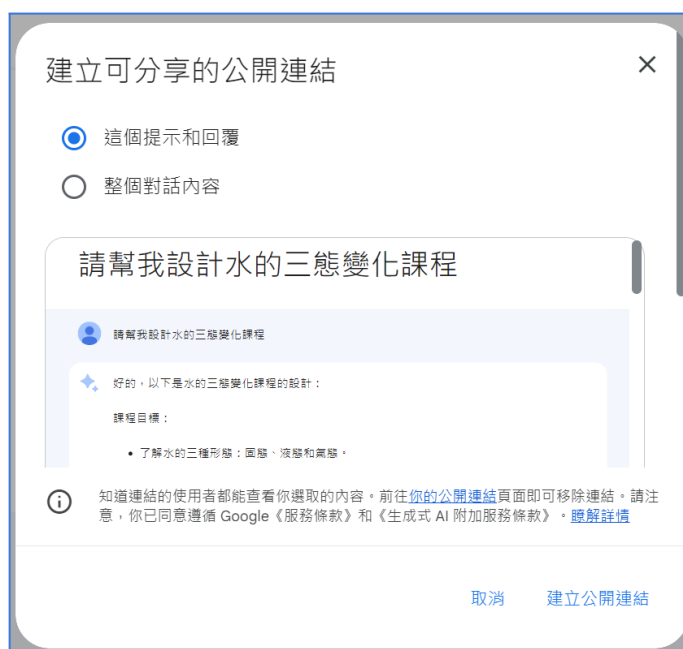 建立可分享的公開連結
這個提示和回覆
整個對話內容
請幫我設計水的三態變化課程
請幫我設計水的三態變化課程
好的，以下是水的三態變化課程的設計：
課程目標：
• 了解水的三種形態：固態、液態和氣態。
知道連結的使用者都能查看你選取的內容。前往你的公開連結頁面即可移除連結。請注
意，你已同意遵循 Google《服務條款》和《生成式 AI 附加服務條款》。瞭解詳情
取消 建立公開連結